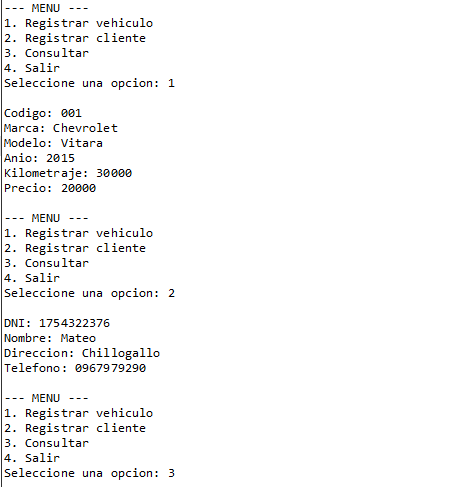 --- MENU ---
1. Registrar vehiculo
2. Registrar cliente
3. Consultar
4. Salir
Seleccione una opcion: 1
Codigo: 001
Marca: Chevrolet
Modelo: Vitara
Anio: 2015
Kilometraje: 30000
Precio: 20000
--- MENU ---
1. Registrar vehiculo
2. Registrar cliente
3. Consultar
4. Salir
Seleccione una opcion: 2
DNI: 1754322376
Nombre: Mateo
Direccion: Chillogallo
Telefono: 0967979290
--- MENU ---
1. Registrar vehiculo
2. Registrar cliente
3. Consultar
4. Salir
Seleccione una opcion: 3